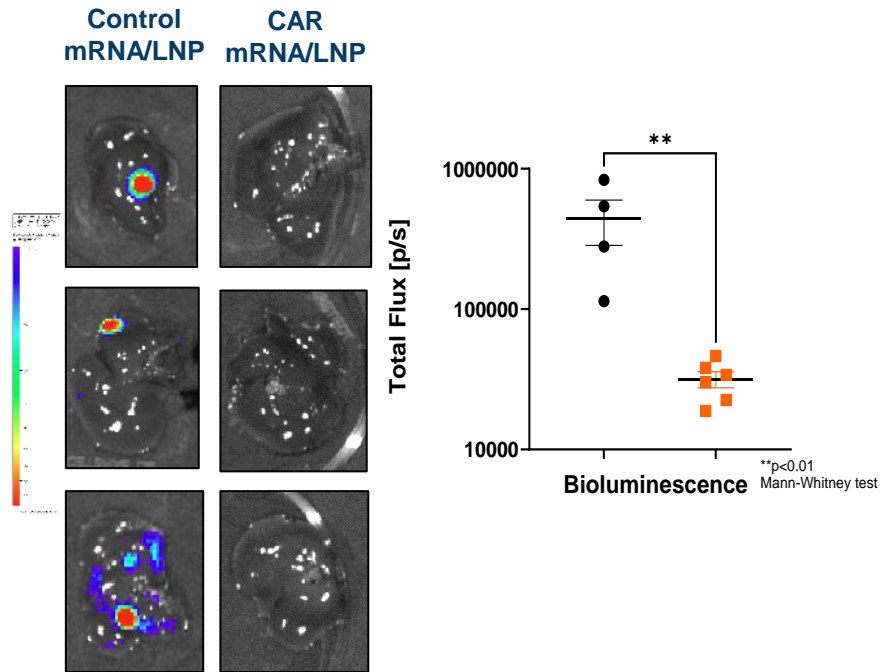 Control
mRNA/LNP
CAR
mRNA/LNP
Total Flux [p/s]
1000000
100000
10000
**
Bioluminescence
**p<0.01
Mann-Whitney test